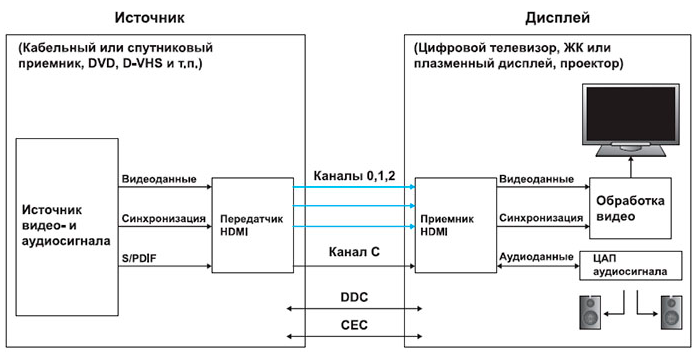 Источник
Дисплей
(Кабельный или спутниковый
приемник, DVD, D-VHS и т,п,)
(Цифровой телевизор, ЖК или
плазменный дисплей, проектор)
Источник
видео- и
аудиосигнала
Видеоданные
Синхронизация
S/PDIF
Передатчик
HDMI
Каналы 0,1,2
Канал C
DDC
CEC
Приемник
HDMI
Видеоданные
Синхронизация
Аудиоданные
Обработка
видео
ЦАП
аудиосигнала